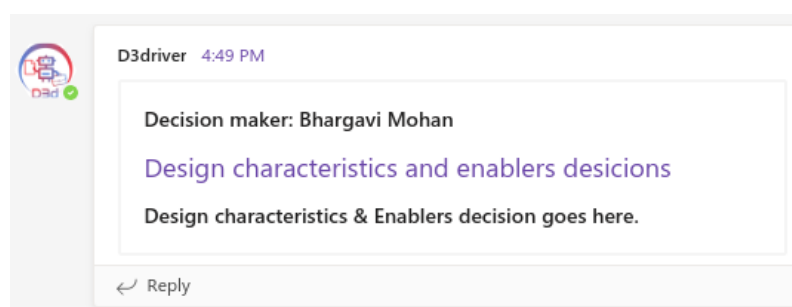 D3driver 4:49 PM
D3d
Decision maker: Bhargavi Mohan
Design characteristics and enablers desicions
Design characteristics & Enablers decision goes here.
Reply